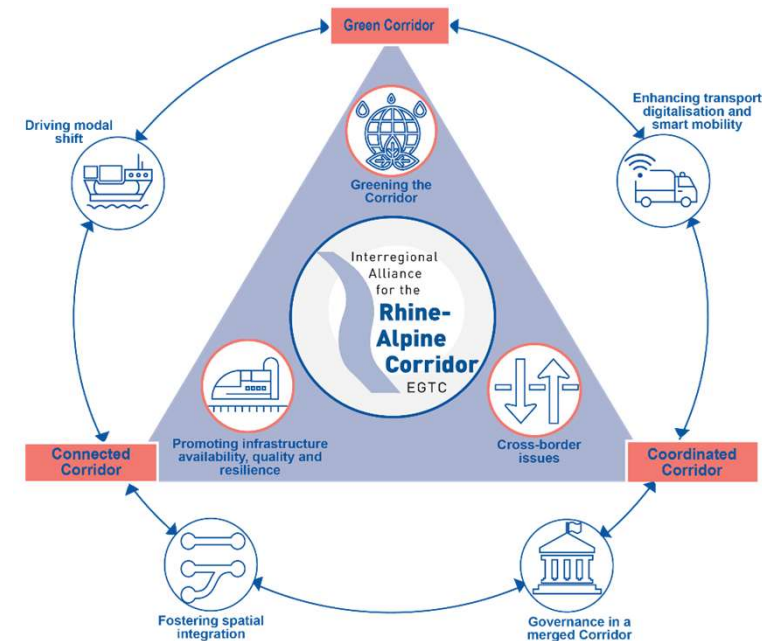 Green Corridor
Driving modal
shift
Enhancing transport
digitalisation and
smart mobility
Greening the
Corridor
Interregional
Alliance
for the
Rhine-
Alpine
Corridor
EGTC
Promoting infrastructure
availability, quality and
resilience
Cross-border
issues
Connected
Corridor
Coordinated
Corridor
Fostering spatial
integration
Governance in a
merged Corridor